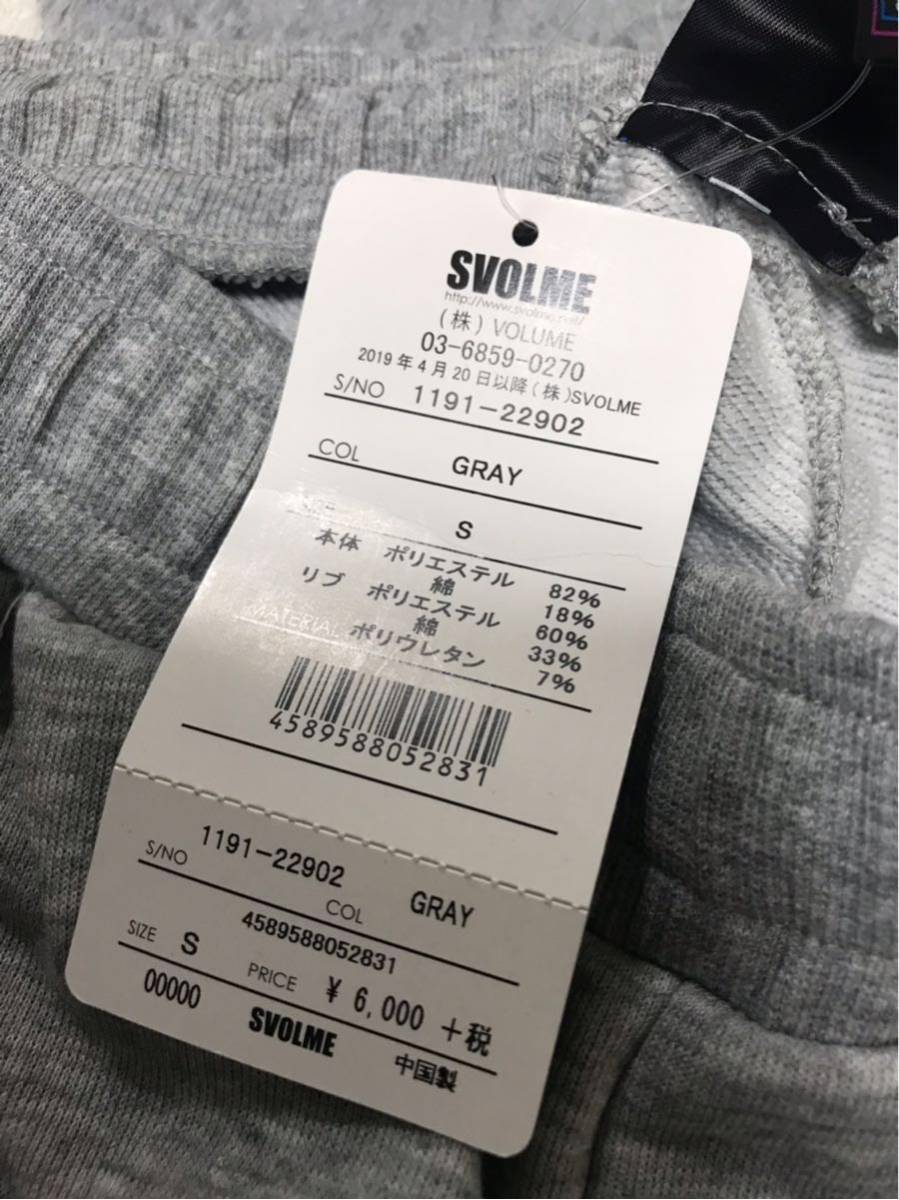 SVOLME
http://www.svolme.net/
(株) VOLUME
03-6859-0270
2019年4月20日以降(株)SVOLME
S/NO 1191-22902
COL GRAY
S
本体 ポリエステル 82%
綿 18%
リブ ポリエステル 60%
綿 33%
MATERIAL ポリウレタン 7%
4589588052831
S/NO 1191-22902 COL GRAY
4589588052831
SIZE S PRICE ¥ 6,000 +税
00000 SVOLME 中国製